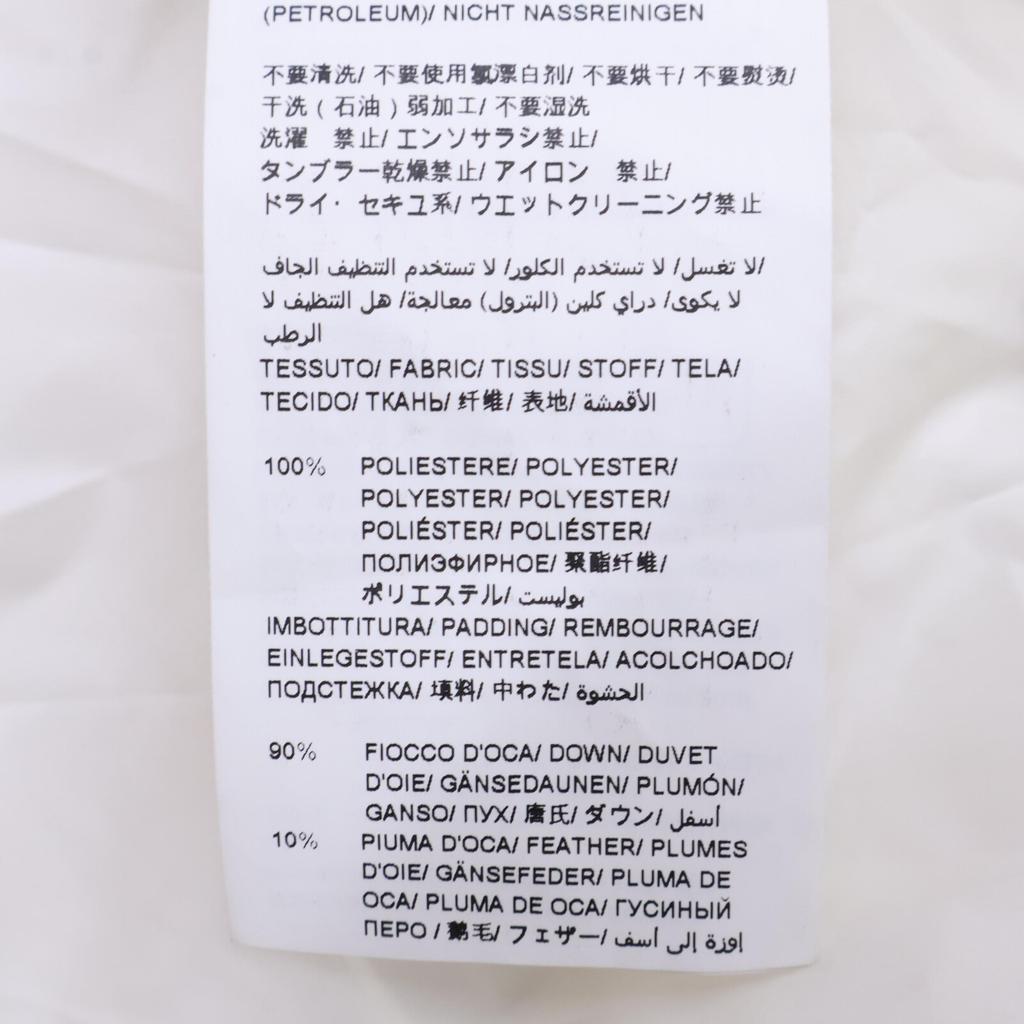 (PETROLEUM)/ NICHT NASSREINIGEN
不要清洗/ 不要使用氯漂白剂/ 不要烘干/ 不要熨烫/
干洗 ( 石油 ) 弱加工/ 不要湿洗
洗濯　禁止/ エンソサラシ禁止/
タンブラー乾燥禁止/ アイロン　禁止/
ドライ· セキユ系/ ウエットクリーニング禁止
لا تغسل/ لا تستخدم الكلور/ لا تستخدم التنظيف الجاف/
لا يكوى/ دراي كلين (البترول) معالجة/ هل التنظيف لا
الرطب
TESSUTO/ FABRIC/ TISSU/ STOFF/ TELA/
TECIDO/ ТКАНЬ/ 纤维/ 表地/ الأقمشة
100% POLIESTERE/ POLYESTER/
POLYESTER/ POLYESTER/
POLIÉSTER/ POLIÉSTER/
ПОЛИЭФИРНОЕ/ 聚酯纤维/
ポリエステル/ بوليست
IMBOTTITURA/ PADDING/ REMBOURRAGE/
EINLEGESTOFF/ ENTRETELA/ ACOLCHOADO/
ПОДСТЕЖКА/ 填料/ 中わた/ الحشوة
90% FIOCCO D'OCA/ DOWN/ DUVET
D'OIE/ GÄNSEDAUNEN/ PLUMÓN/
GANSO/ ПУХ/ 唐氏/ ダウン/ أسفل
10% PIUMA D'OCA/ FEATHER/ PLUMES
D'OIE/ GÄNSEFEDER/ PLUMA DE
OCA/ PLUMA DE OCA/ ГУСИНЫЙ
ПЕРО / 鹅毛/ フェザー/ اوزة إلى أسف